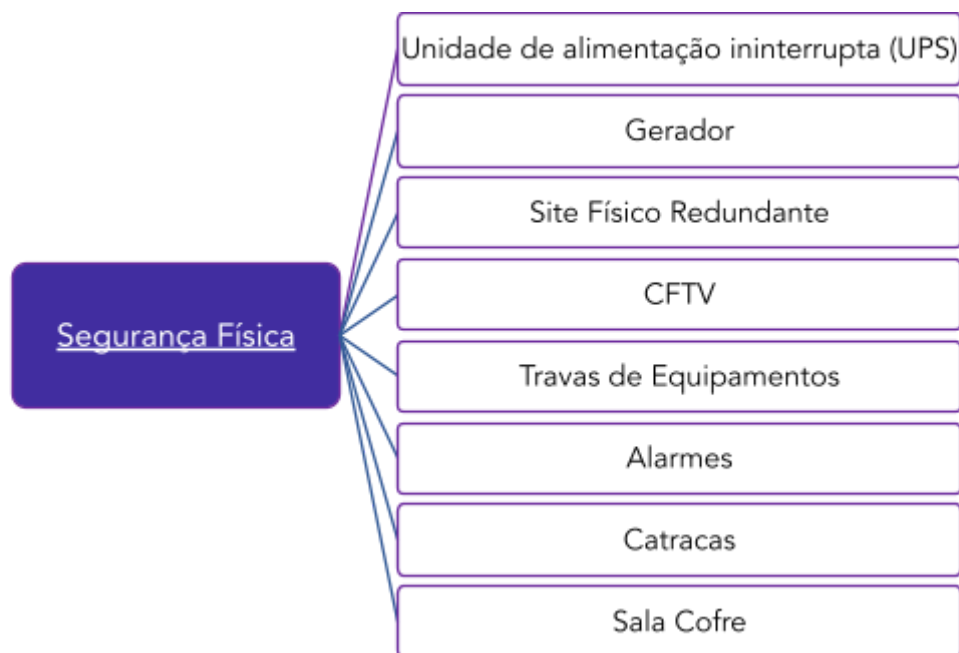 Unidade de alimentação ininterrupta (UPS)
Gerador
Site Físico Redundante
CFTV
Segurança Física
Travas de Equipamentos
Alarmes
Catracas
Sala Cofre